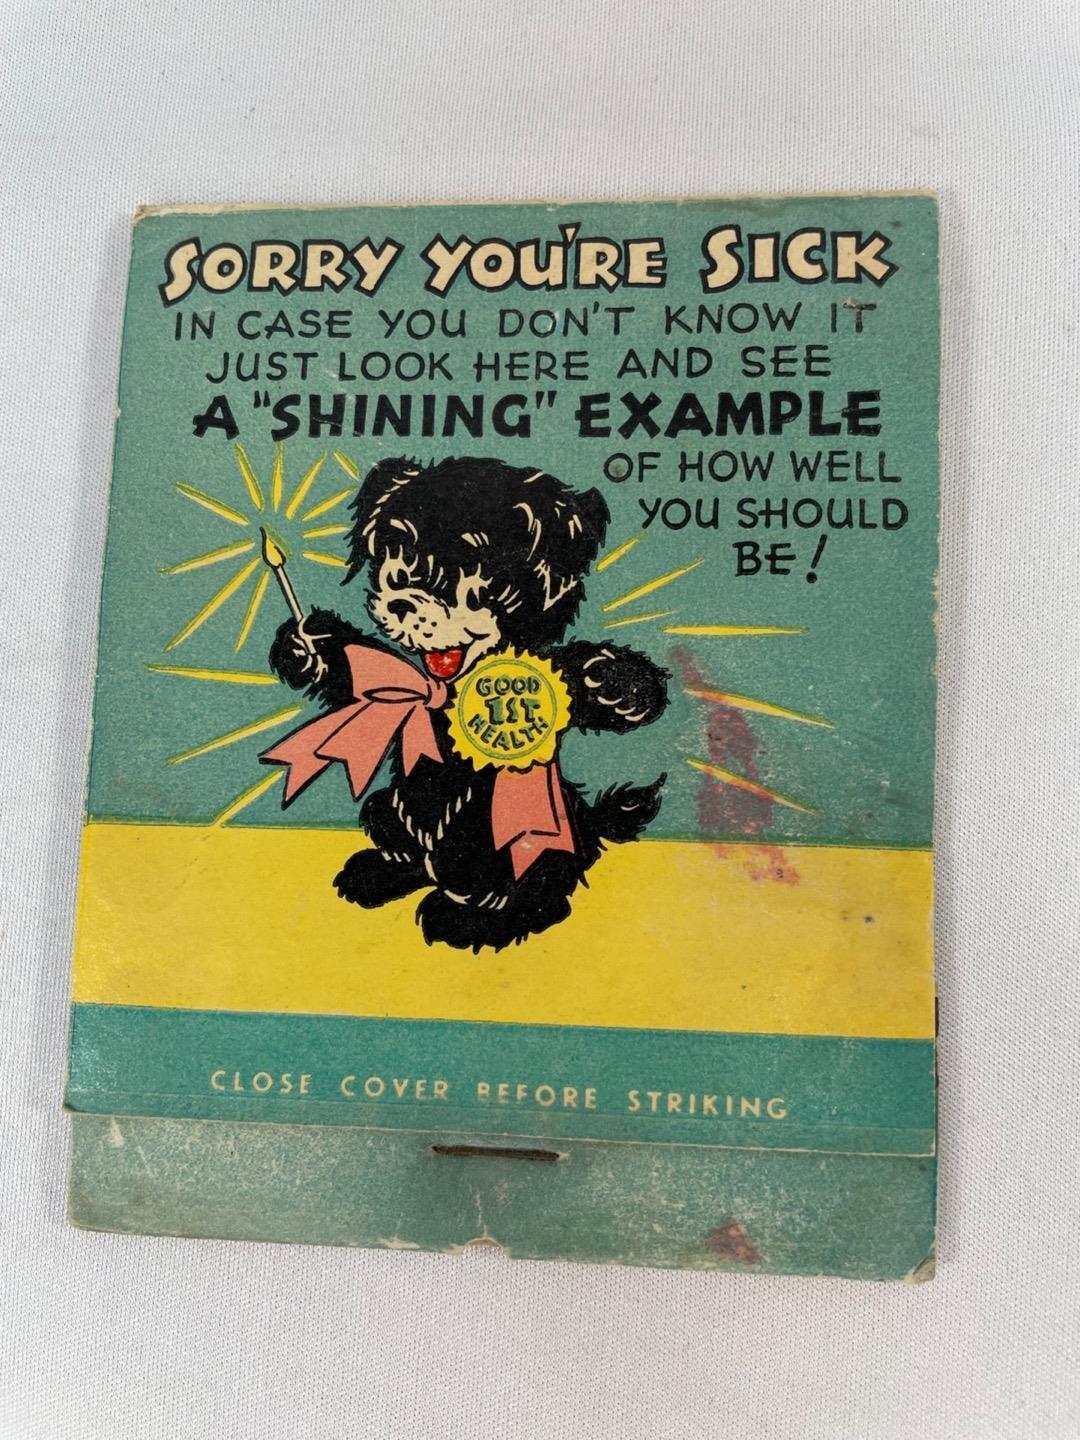 SORRY YOU'RE SICK
IN CASE YOU DON'T KNOW IT
JUST LOOK HERE AND SEE
A "SHINING" EXAMPLE
OF HOW WELL
YOU SHOULD
BE!
GOOD
1ST
HEALTH
CLOSE COVER BEFORE STRIKING